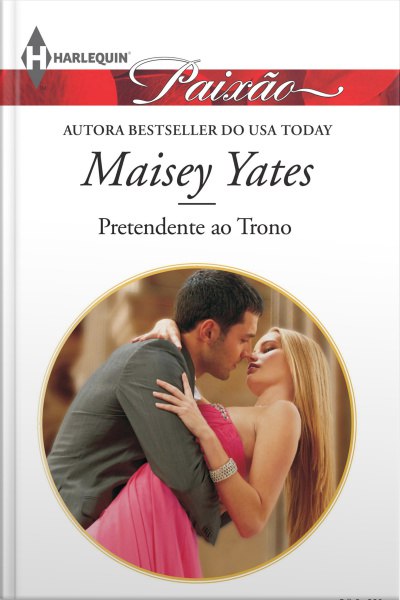 HARLEQUIN®
Paixão
AUTORA BESTSELLER DO USA TODAY
Maisey Yates
Pretendente ao Trono